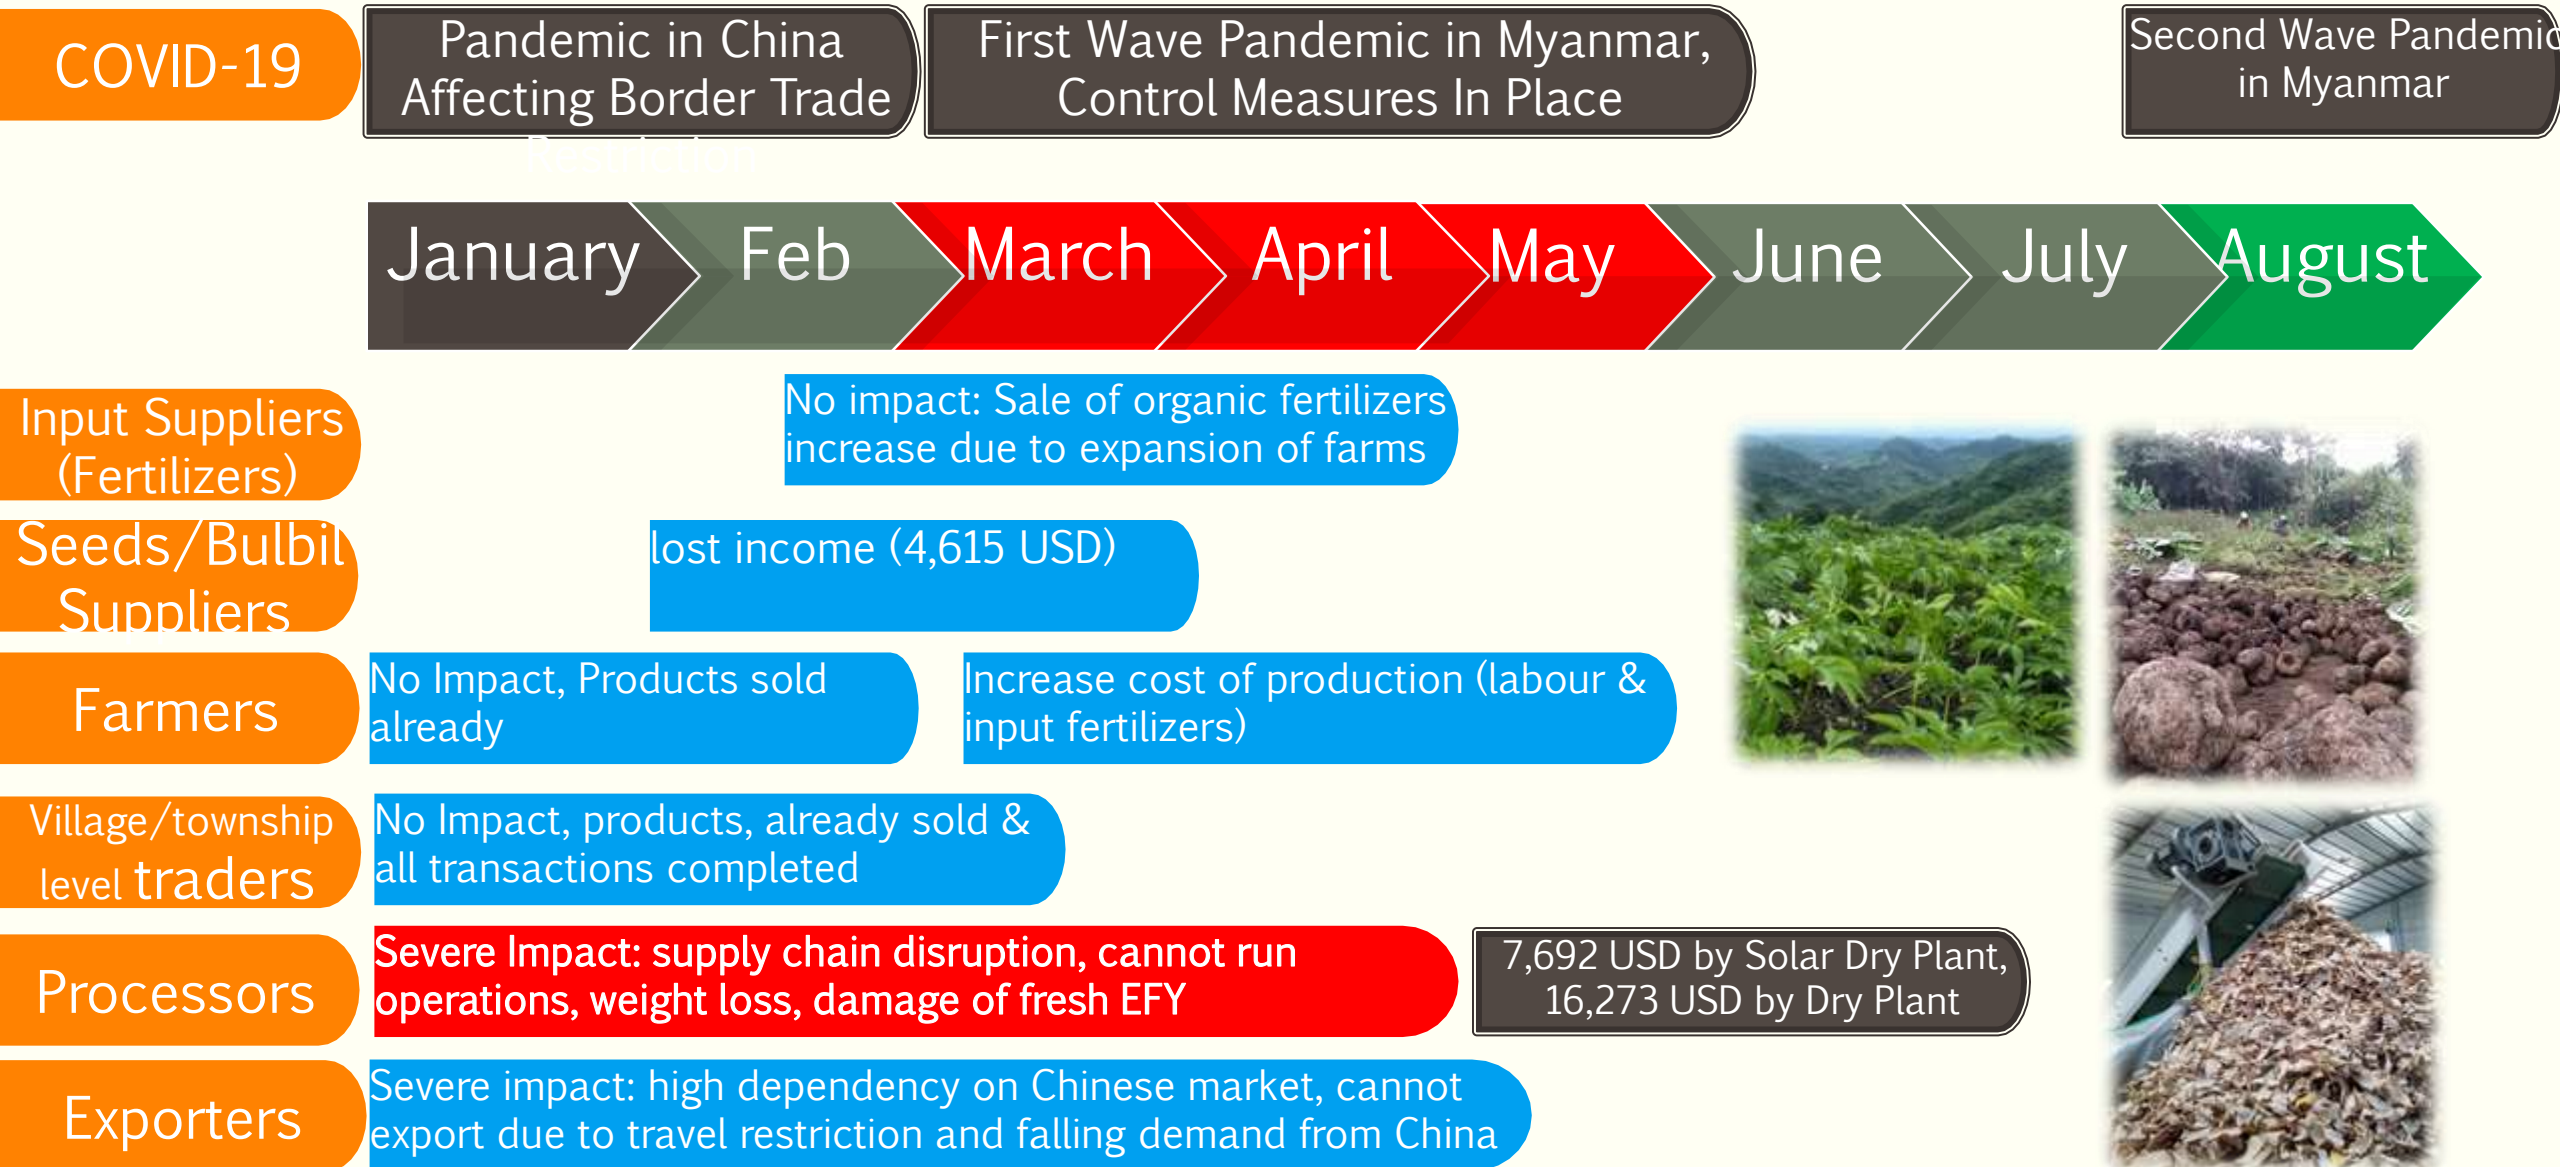 COVID-19
Pandemic in China
Affecting Border Trade
Restriction
First Wave Pandemic in Myanmar,
Control Measures In Place
Second Wave Pandemic
in Myanmar
January
Feb
March
April
May
June
July
August
Input Suppliers
(Fertilizers)
No impact: Sale of organic fertilizers
increase due to expansion of farms
Seeds/Bulbil
Suppliers
lost income (4,615 USD)
Farmers
No Impact, Products sold
already
Increase cost of production (labour &
input fertilizers)
Village/township
level traders
No Impact, products, already sold &
all transactions completed
Processors
Severe Impact: supply chain disruption, cannot run
operations, weight loss, damage of fresh EFY
7,692 USD by Solar Dry Plant,
16,273 USD by Dry Plant
Exporters
Severe impact: high dependency on Chinese market, cannot
export due to travel restriction and falling demand from China